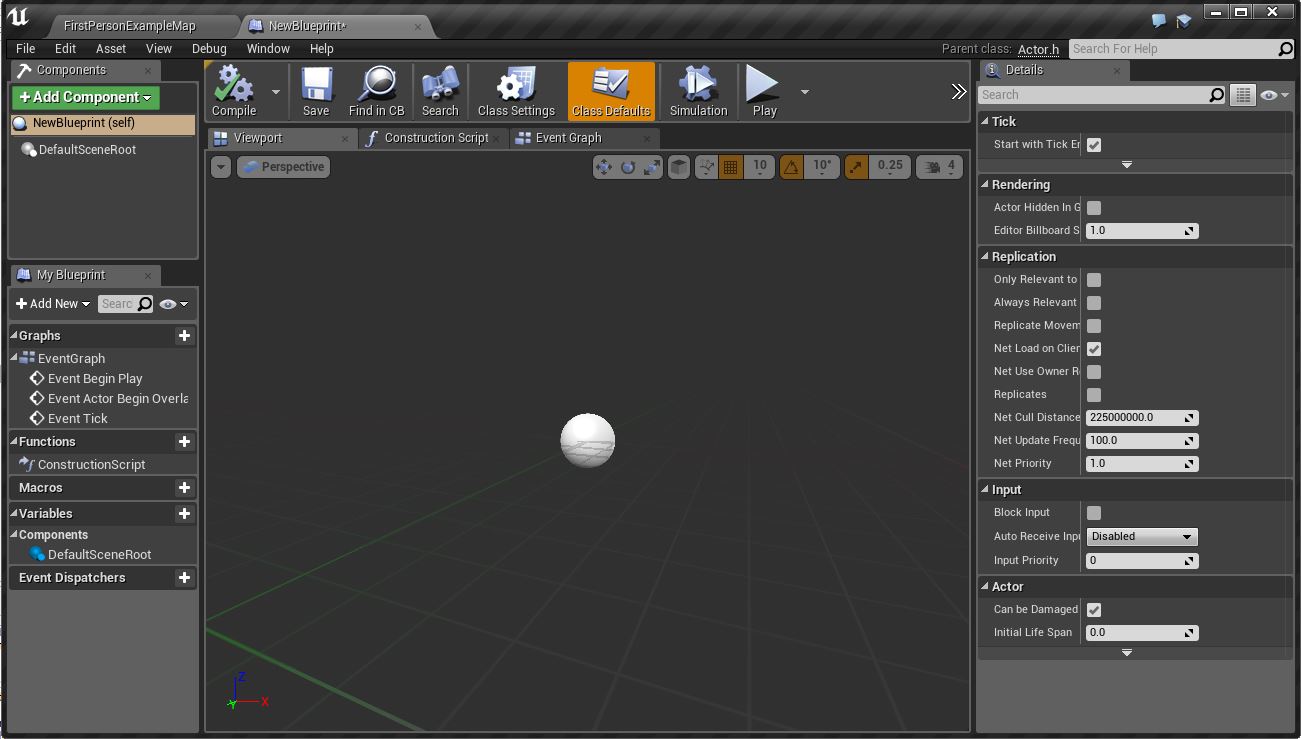 FirstPersonExampleMap
NewBlueprint*
File Edit Asset View Debug Window Help
Parent class: Actor.h
Search For Help
Components
Add Component
NewBlueprint (self)
DefaultSceneRoot
My Blueprint
Add New
Searc
Graphs
EventGraph
Event Begin Play
Event Actor Begin Overla
Event Tick
Functions
ConstructionScript
Macros
Variables
Components
DefaultSceneRoot
Event Dispatchers
Compile Save Find in CB Search Class Settings Class Defaults Simulation Play
Viewport Construction Script Event Graph
Perspective
10 10° 0.25 4
Z
X
Y
Details
Search
Tick
Start with Tick Er
Rendering
Actor Hidden In G
Editor Billboard S 1.0
Replication
Only Relevant to
Always Relevant
Replicate Movem
Net Load on Clien
Net Use Owner R
Replicates
Net Cull Distance 225000000.0
Net Update Frequ 100.0
Net Priority 1.0
Input
Block Input
Auto Receive Inpu Disabled
Input Priority 0
Actor
Can be Damaged
Initial Life Span 0.0